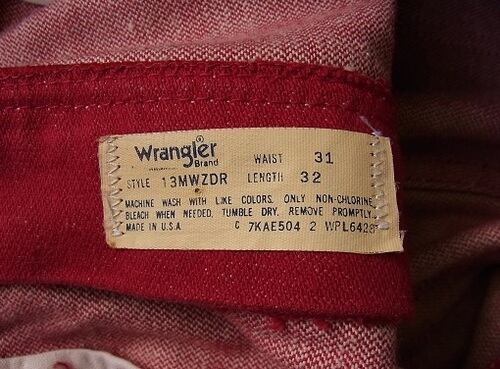 Wrangler®
Brand
WAIST 31
STYLE 13MWZDR LENGTH 32
MACHINE WASH WITH LIKE COLORS. ONLY NON-CHLORINE
BLEACH WHEN NEEDED, TUMBLE DRY. REMOVE PROMPTLY.
MADE IN U.S.A. C 7KAE504 2 WPL6423